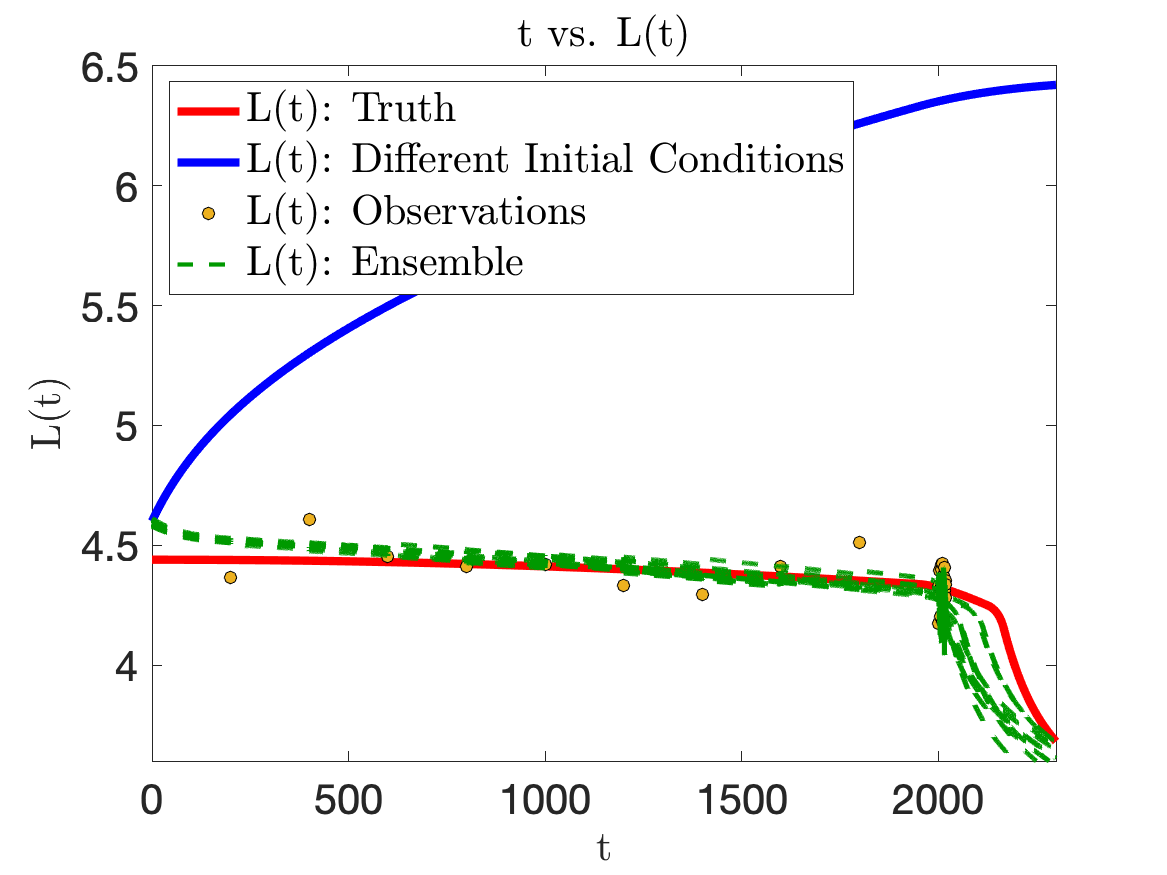 t vs. L(t)
6.5
6
5.5
5
4.5
4
L(t)
L(t): Truth
L(t): Different Initial Conditions
L(t): Observations
L(t): Ensemble
0 500 1000 1500 2000
t